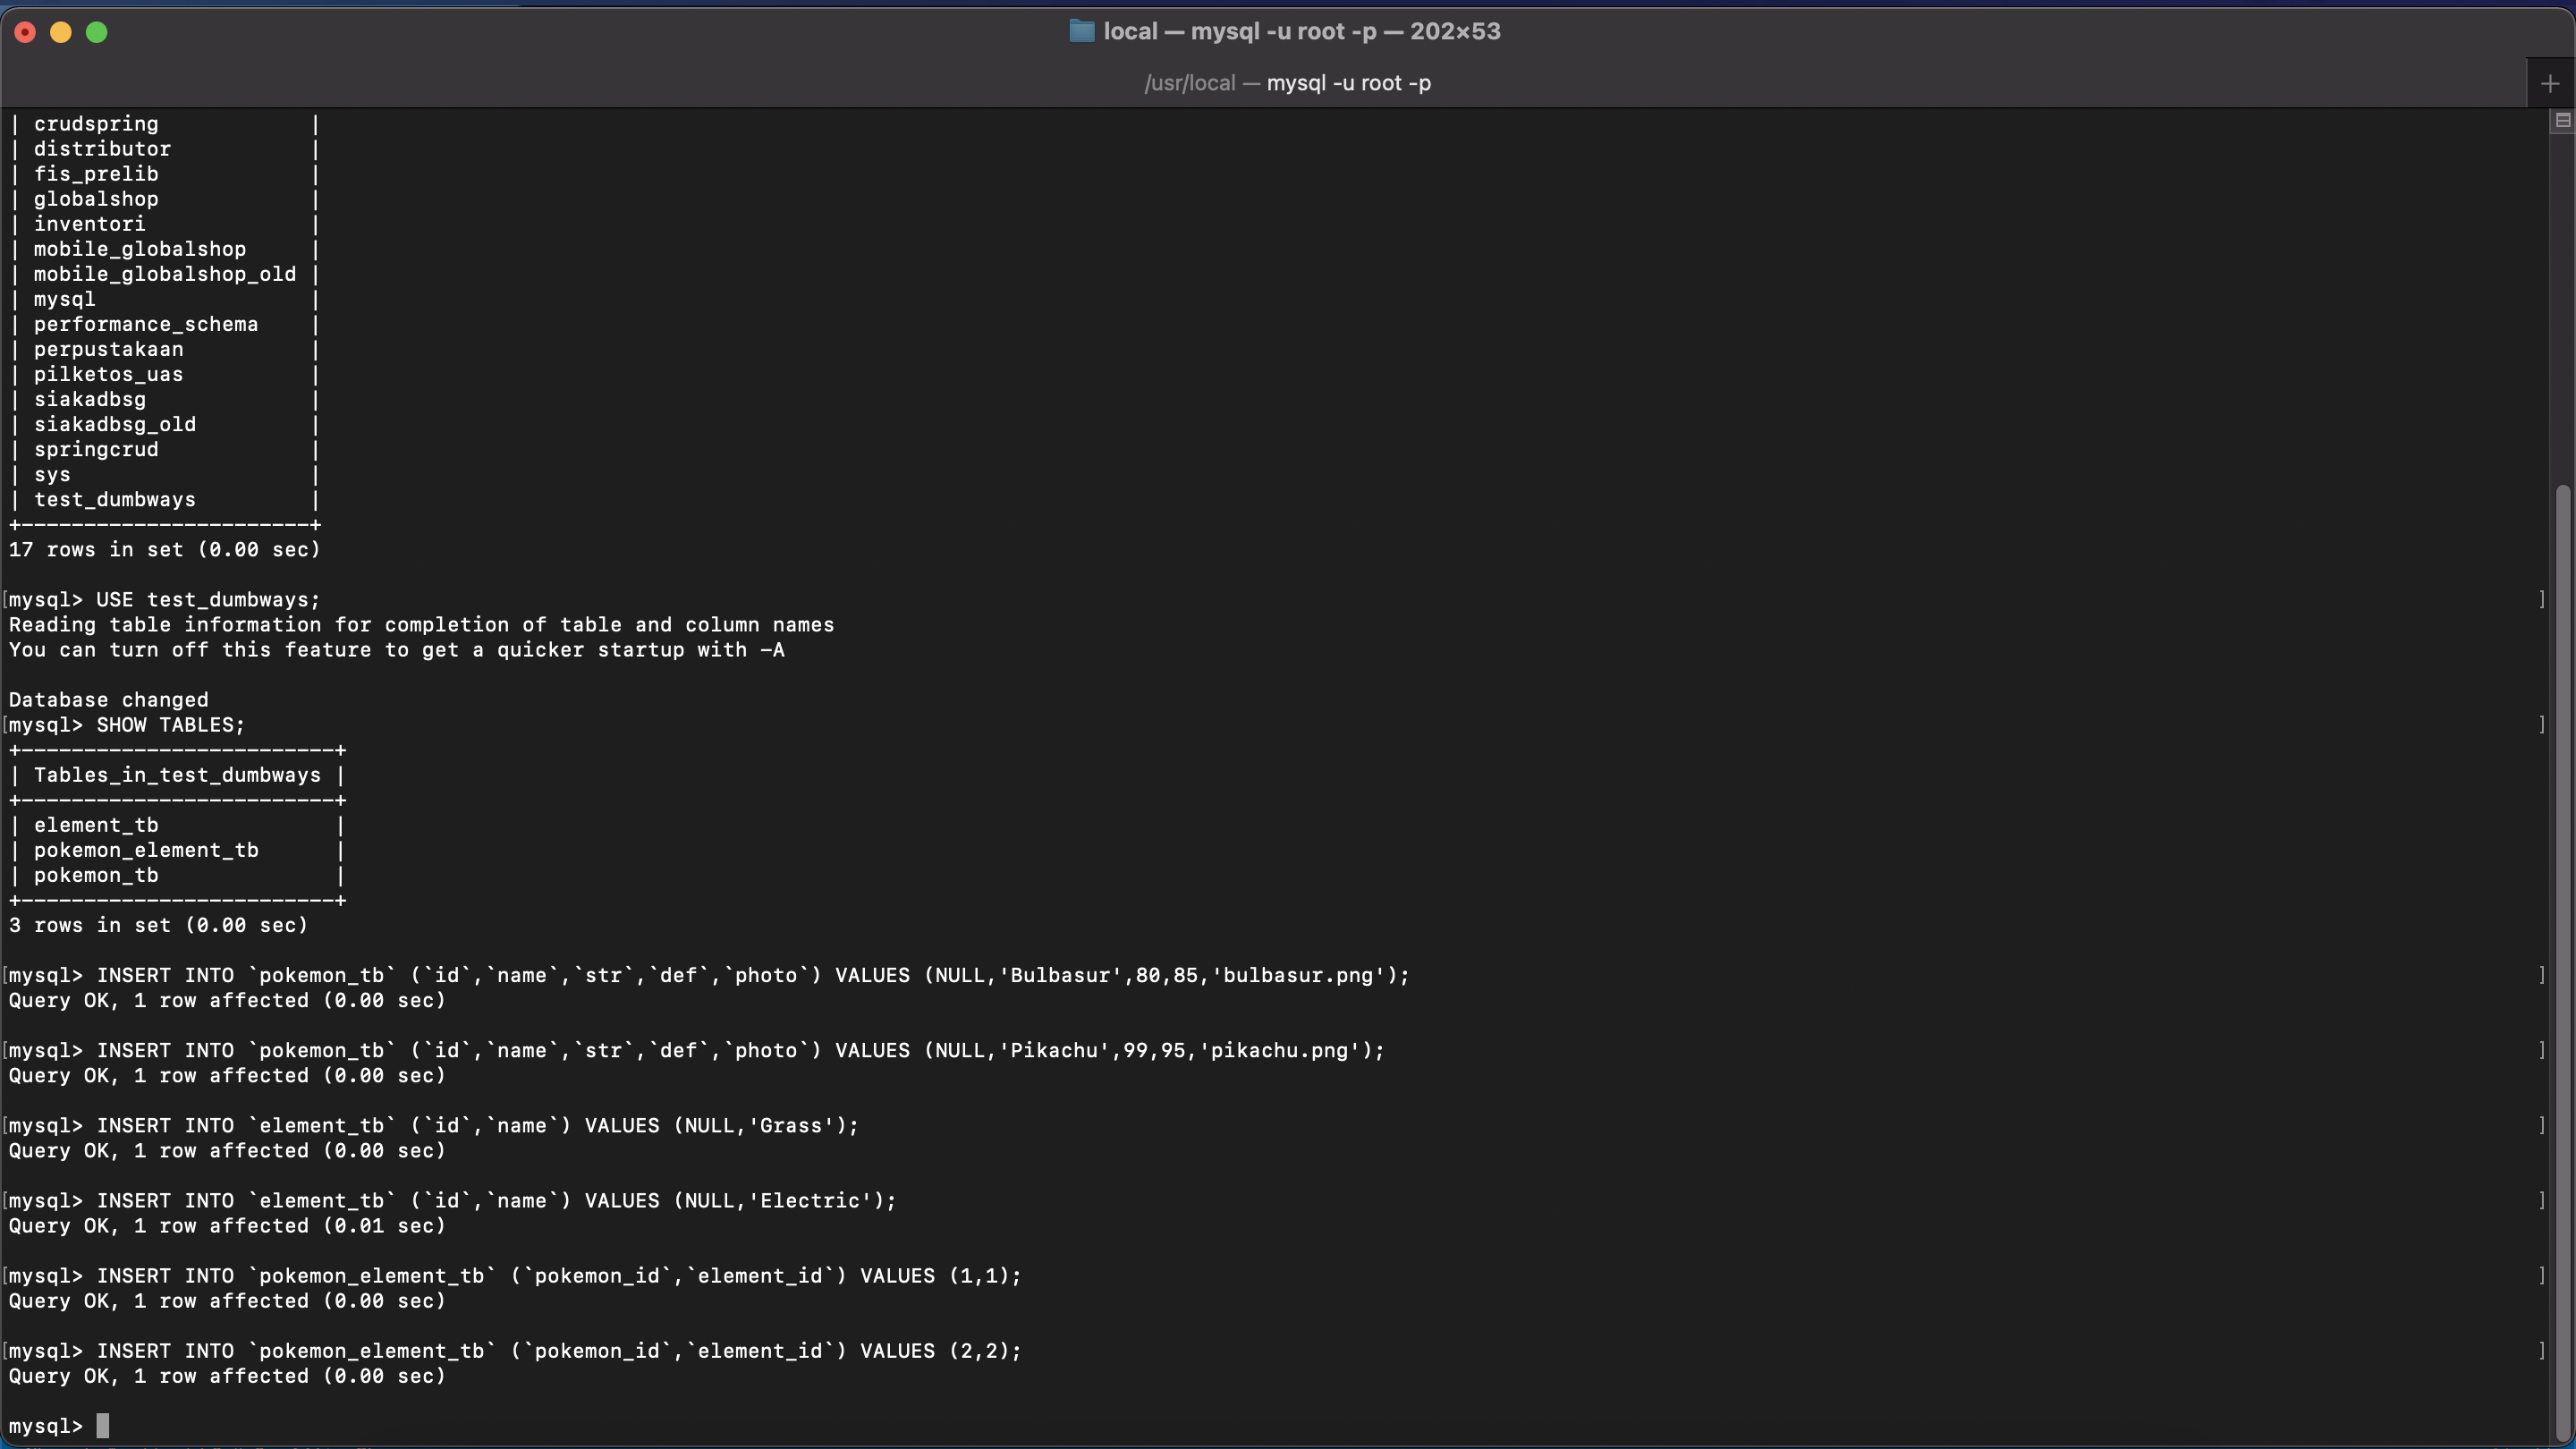 local — mysql -u root -p — 202×53
/usr/local — mysql -u root -p
+
| crudspring           |
| distributor          |
| fis_prelib           |
| globalshop           |
| inventori            |
| mobile_globalshop    |
| mobile_globalshop_old |
| mysql                |
| performance_schema   |
| perpustakaan         |
| pilketos_uas         |
| siakadbsg            |
| siakadbsg_old        |
| springcrud           |
| sys                  |
| test_dumbways        |
+-----------------------+
17 rows in set (0.00 sec)
[mysql> USE test_dumbways; ]
Reading table information for completion of table and column names
You can turn off this feature to get a quicker startup with -A
Database changed
[mysql> SHOW TABLES; ]
+-------------------------+
| Tables_in_test_dumbways |
+-------------------------+
| element_tb              |
| pokemon_element_tb      |
| pokemon_tb              |
+-------------------------+
3 rows in set (0.00 sec)
[mysql> INSERT INTO `pokemon_tb` (`id`,`name`,`str`,`def`,`photo`) VALUES (NULL,'Bulbasur',80,85,'bulbasur.png'); ]
Query OK, 1 row affected (0.00 sec)
[mysql> INSERT INTO `pokemon_tb` (`id`,`name`,`str`,`def`,`photo`) VALUES (NULL,'Pikachu',99,95,'pikachu.png'); ]
Query OK, 1 row affected (0.00 sec)
[mysql> INSERT INTO `element_tb` (`id`,`name`) VALUES (NULL,'Grass'); ]
Query OK, 1 row affected (0.00 sec)
[mysql> INSERT INTO `element_tb` (`id`,`name`) VALUES (NULL,'Electric'); ]
Query OK, 1 row affected (0.01 sec)
[mysql> INSERT INTO `pokemon_element_tb` (`pokemon_id`,`element_id`) VALUES (1,1); ]
Query OK, 1 row affected (0.00 sec)
[mysql> INSERT INTO `pokemon_element_tb` (`pokemon_id`,`element_id`) VALUES (2,2); ]
Query OK, 1 row affected (0.00 sec)
mysql>